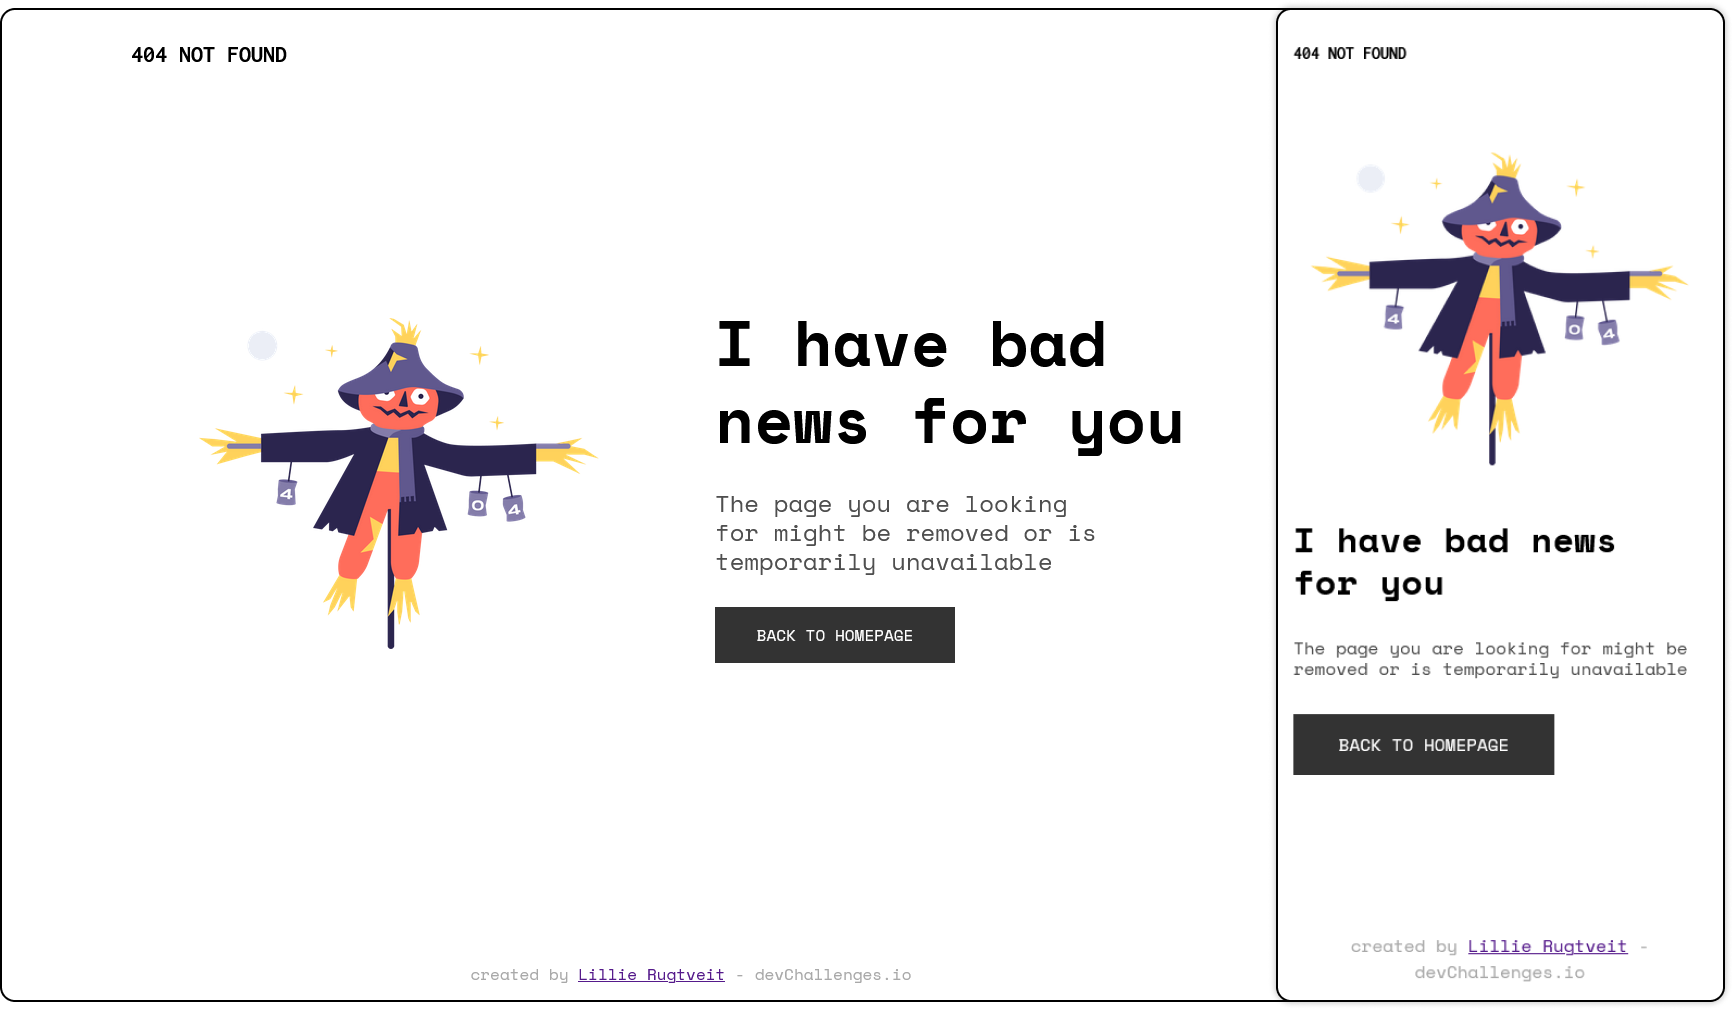 404 NOT FOUND
4
0
4
I have bad
news for you
The page you are looking
for might be removed or is
temporarily unavailable
BACK TO HOMEPAGE
created by Lillie Rugtveit - devChallenges.io
404 NOT FOUND
4
0
4
I have bad news
for you
The page you are looking for might be
removed or is temporarily unavailable
BACK TO HOMEPAGE
created by Lillie Rugtveit -
devChallenges.io